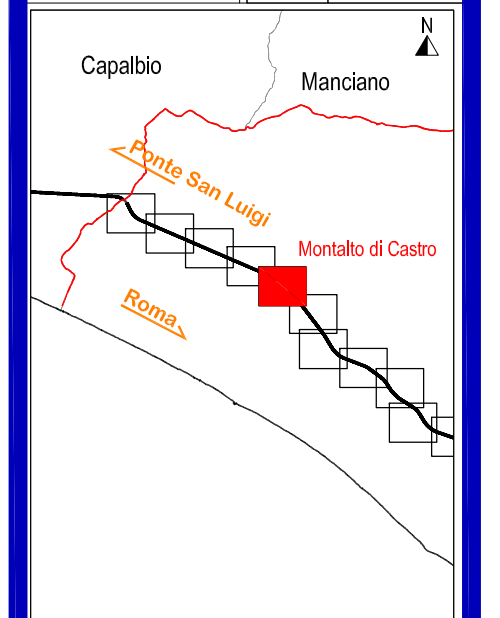 N
Capalbio
Manciano
Ponte San Luigi
Montalto di Castro
Roma